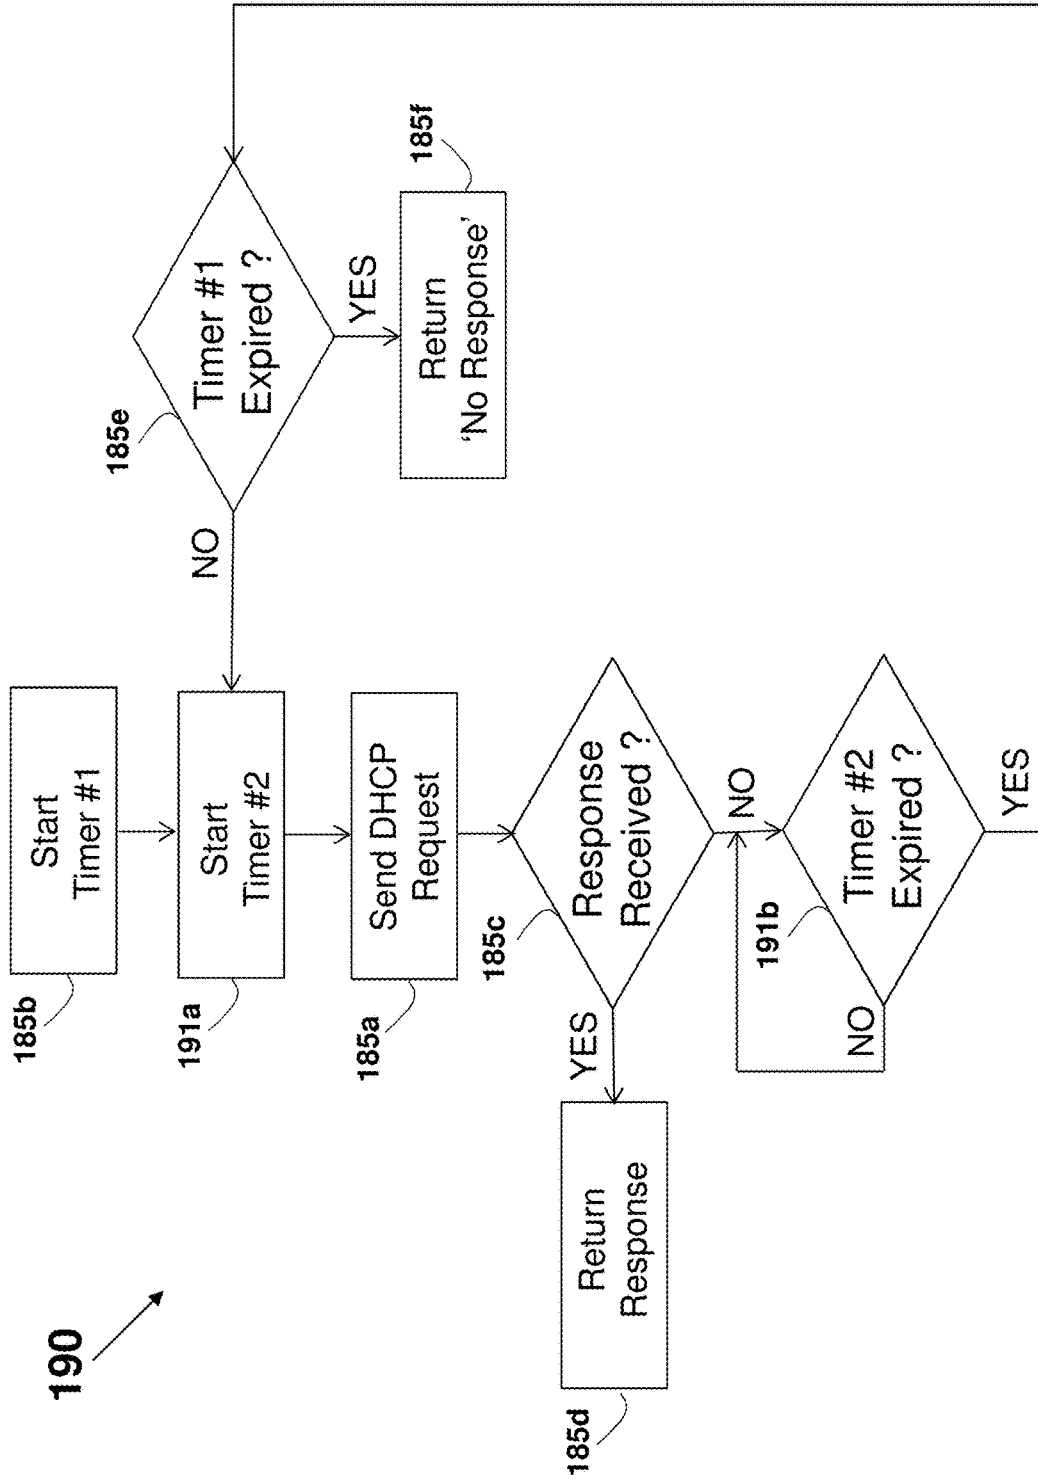 190
185b
Start
Timer #1
191a
Start
Timer #2
185a
Send DHCP
Request
185c
Response
Received ?
YES
NO
185d
Return
Response
191b
Timer #2
Expired ?
NO
YES
185e
Timer #1
Expired ?
NO
YES
185f
Return
‘No Response’